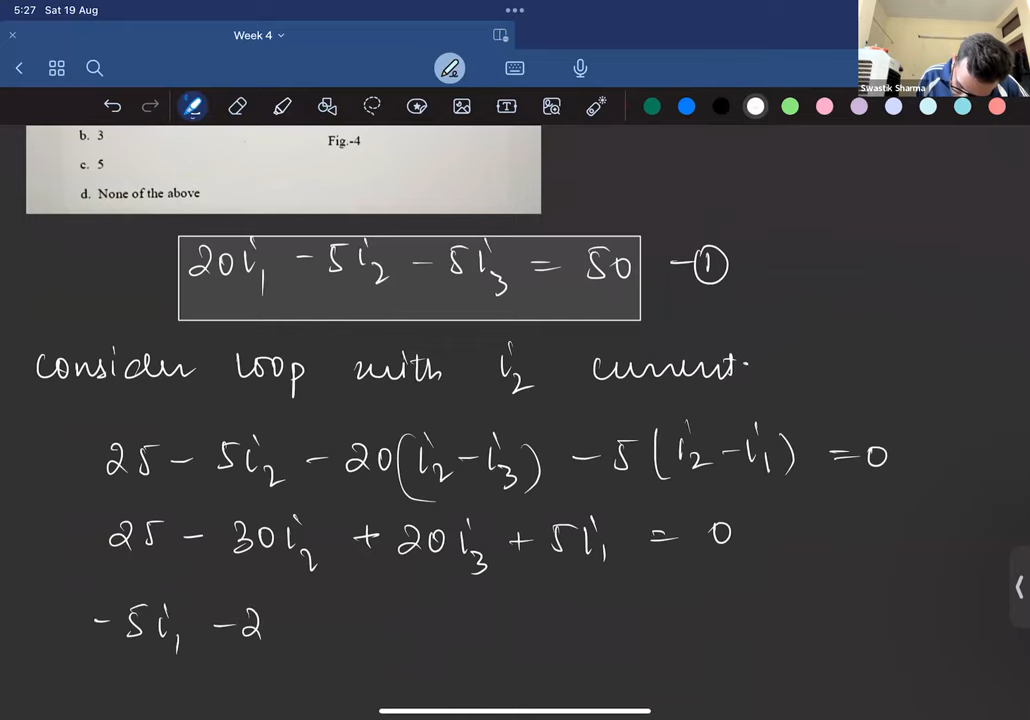 5:27 Sat 19 Aug
Week 4
Swastik Sharma
b. 3
Fig.-4
c. 5
d. None of the above
20i₁ - 5i₂ - 5i₃ = 50 -①
consider loop with i₂ current.
25 - 5i₂ - 20(i₂ - i₃) - 5(i₂ - i₁) = 0
25 - 30i₂ + 20i₃ + 5i₁ = 0
- 5i₁ - 2